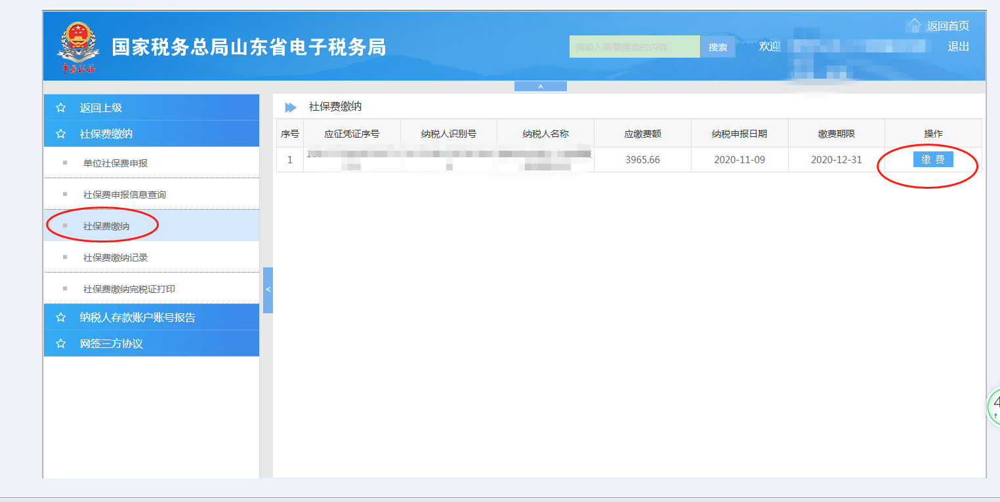 返回首页
国家税务总局山东省电子税务局
中国税务
请输入需要搜索的内容
搜索
欢迎
退出
返回上级
社保费缴纳
单位社保费申报
社保费申报信息查询
社保费缴纳
社保费缴纳记录
社保费缴纳完税证打印
纳税人存款账户账号报告
网签三方协议
社保费缴纳
序号 应征凭证序号 纳税人识别号 纳税人名称 应缴费额 纳税申报日期 缴费期限 操作
1 3965.66 2020-11-09 2020-12-31 缴 费